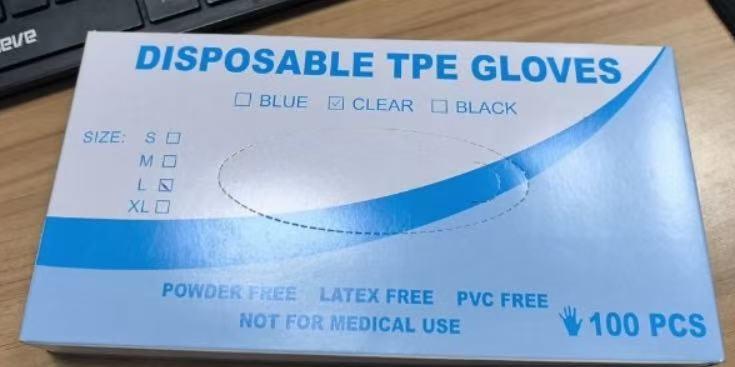 DISPOSABLE TPE GLOVES
☐ BLUE ☑ CLEAR ☐ BLACK
SIZE: S ☐
M ☐
L ☑
XL ☐
POWDER FREE LATEX FREE PVC FREE
NOT FOR MEDICAL USE
100 PCS